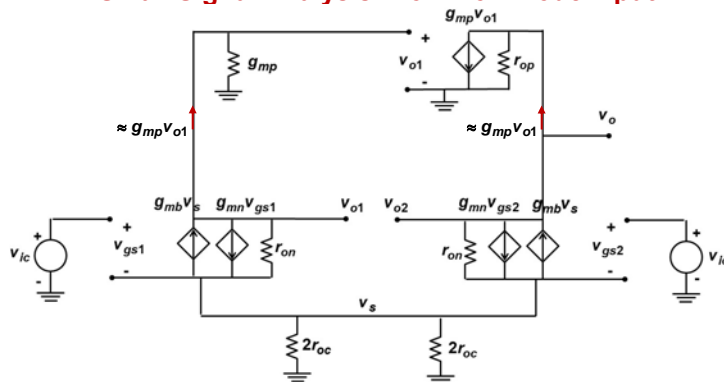 g_mp v_o1
g_mp
+
v_o1
-
r_op
≈ g_mp v_o1
≈ g_mp v_o1
v_o
g_mb v_s
g_mn v_gs1
v_o1
v_o2
g_mn v_gs2
g_mb v_s
+
v_ic
-
+
v_gs1
-
r_on
r_on
+
v_gs2
-
+
v_ic
-
v_s
2r_oc
2r_oc